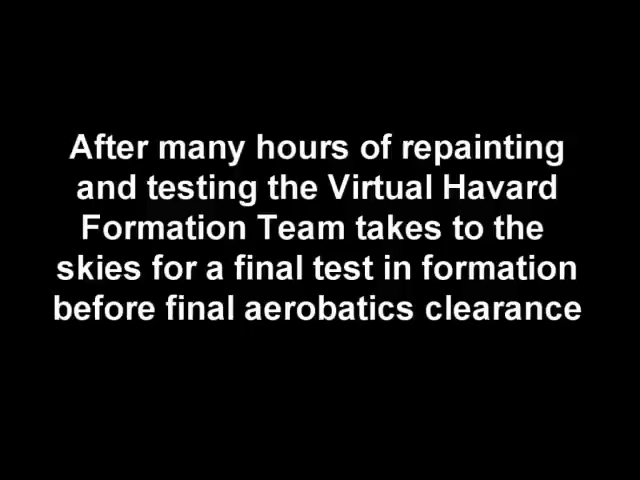 After many hours of repainting
and testing the Virtual Havard
Formation Team takes to the
skies for a final test in formation
before final aerobatics clearance